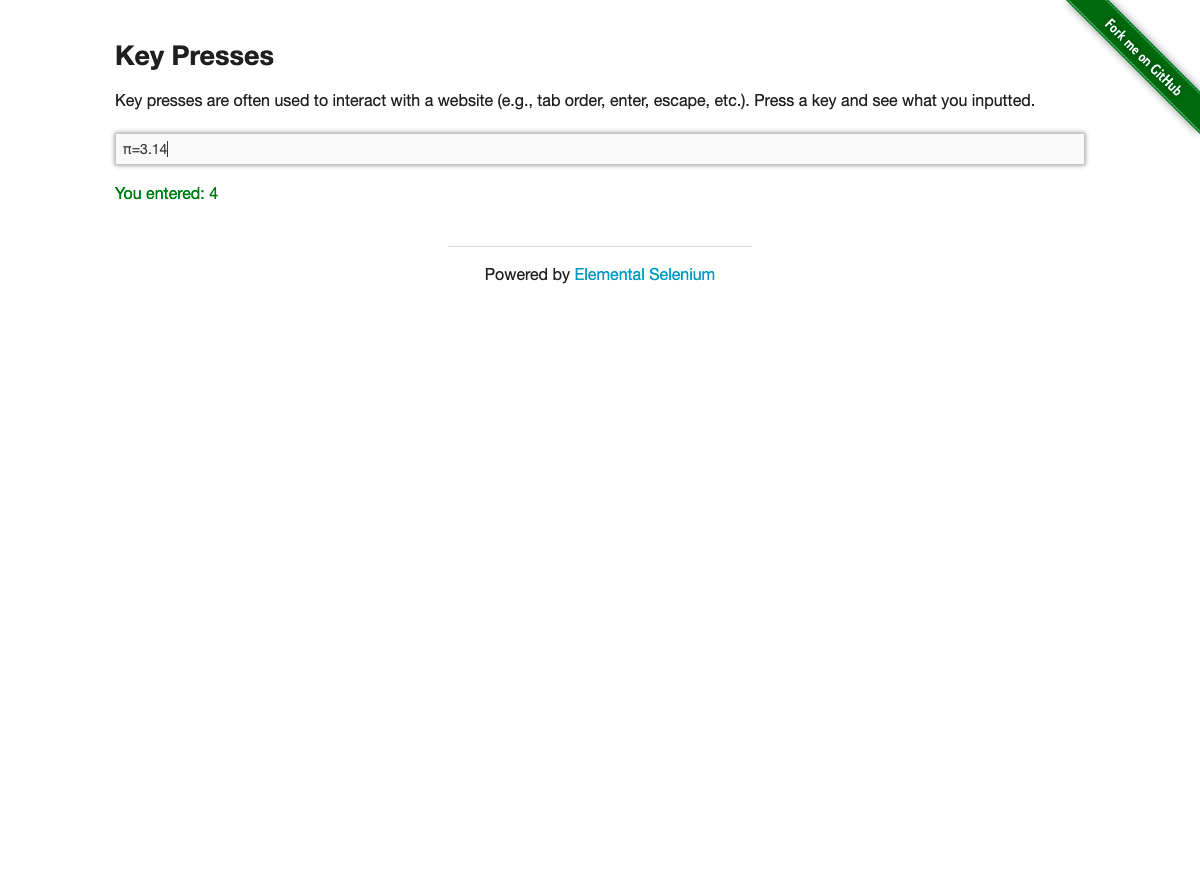 Fork me on GitHub
Key Presses
Key presses are often used to interact with a website (e.g., tab order, enter, escape, etc.). Press a key and see what you inputted.
π=3.14
You entered: 4
Powered by Elemental Selenium